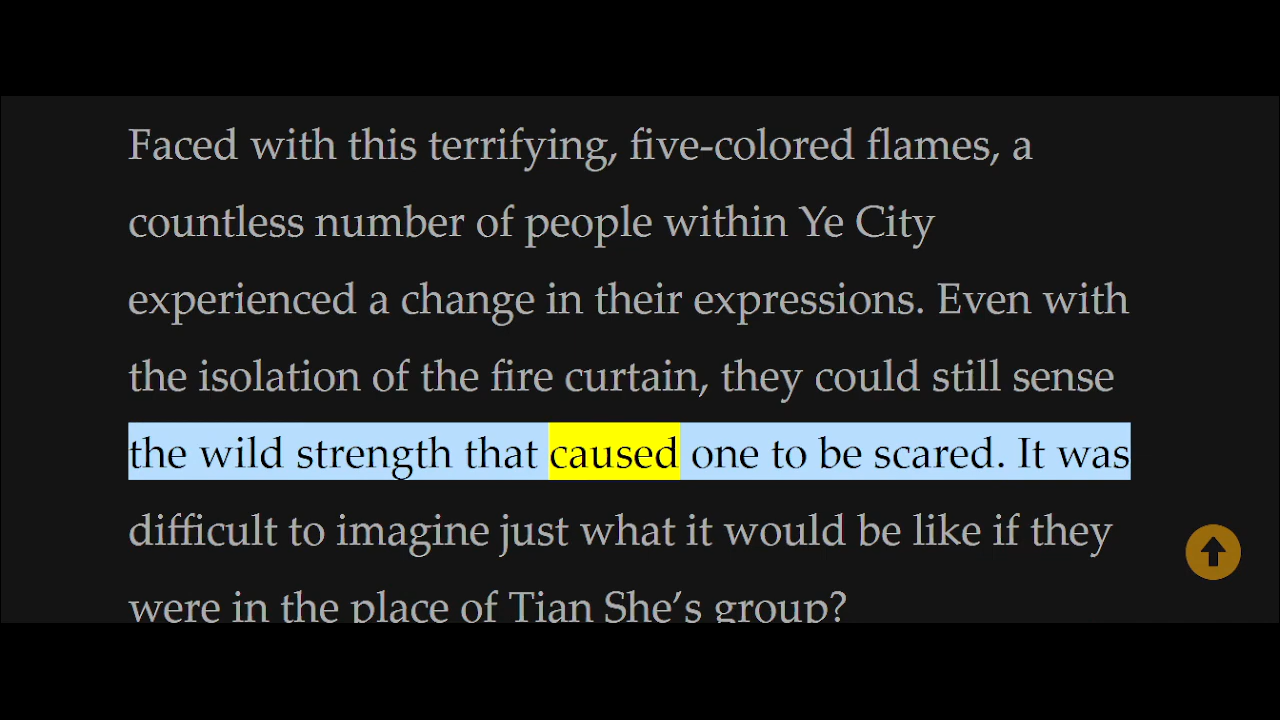 Faced with this terrifying, five-colored flames, a
countless number of people within Ye City
experienced a change in their expressions. Even with
the isolation of the fire curtain, they could still sense
the wild strength that caused one to be scared. It was
difficult to imagine just what it would be like if they
were in the place of Tian She’s group?